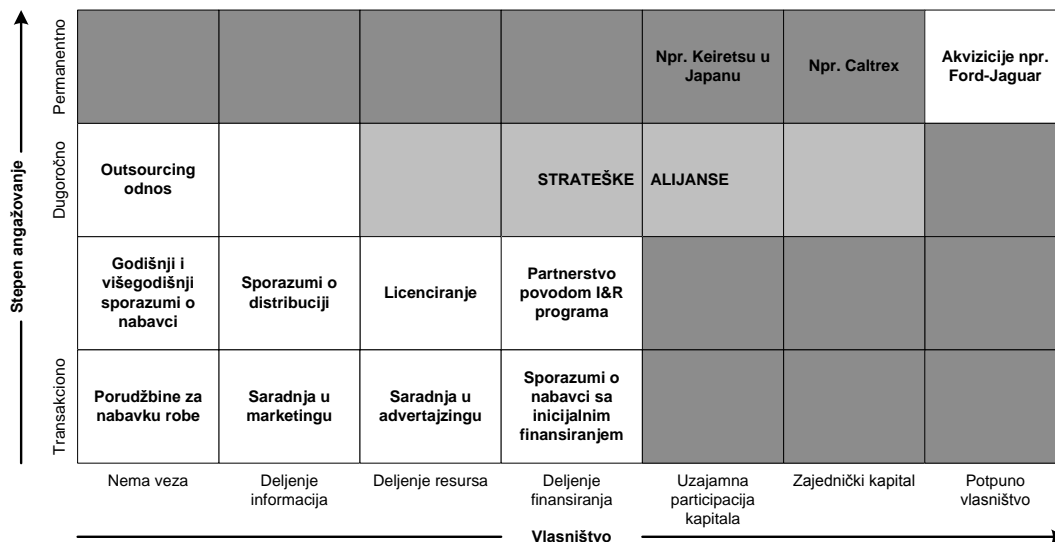 Stepen angažovanje
Permanentno
Npr. Keiretsu u
Japanu
Npr. Caltrex
Akvizicije npr.
Ford-Jaguar
Dugoročno
Outsourcing
odnos
STRATEŠKE
ALIJANSE
Godišnji i
višegodišnji
sporazumi o
nabavci
Sporazumi o
distribuciji
Licenciranje
Partnerstvo
povodom I&R
programa
Transakciono
Porudžbine za
nabavku robe
Saradnja u
marketingu
Saradnja u
advertajzingu
Sporazumi o
nabavci sa
inicijalnim
finansiranjem
Nema veza
Deljenje
informacija
Deljenje resursa
Deljenje
finansiranja
Uzajamna
participacija
kapitala
Zajednički kapital
Potpuno
vlasništvo
Vlasništvo